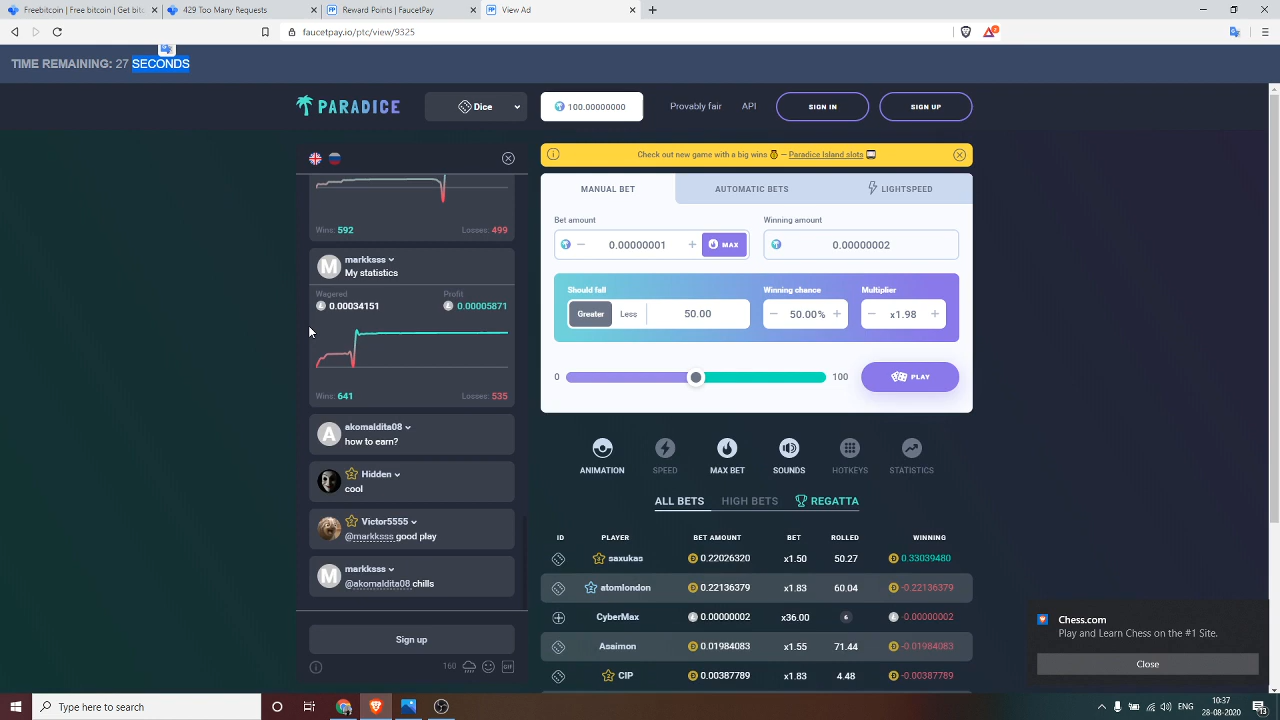 Freebitcoin | Free bitcoin | Get bitc
429 Too Many Requests
Reward Points | FaucetPay
View Ad
faucetpay.io/ptc/view/9325
2
TIME REMAINING: 27 SECONDS
PARADICE
Dice
100.00000000
Provably fair
API
SIGN IN
SIGN UP
Check out new game with a big wins — Paradice Island slots
MANUAL BET
AUTOMATIC BETS
LIGHTSPEED
Bet amount
Winning amount
0.00000001
MAX
0.00000002
Should fall
Winning chance
Multiplier
Greater
Less
50.00
50.00%
x1.98
0
100
PLAY
ANIMATION
SPEED
MAX BET
SOUNDS
HOTKEYS
STATISTICS
ALL BETS
HIGH BETS
REGATTA
ID PLAYER BET AMOUNT BET ROLLED WINNING
saxukas 0.22026320 x1.50 50.27 0.33039480
atomlondon 0.22136379 x1.83 60.04 -0.22136379
CyberMax 0.00000002 x36.00 6 -0.00000002
Asaimon 0.01984083 x1.55 71.44 -0.01984083
CIP 0.00387789 x1.83 4.48 -0.00387789
Wins: 592
Losses: 499
M
markksss
My statistics
Wagered
Profit
0.00034151
0.00005871
Wins: 641
Losses: 535
A
akomaldita08
how to earn?
Hidden
cool
Victor5555
@markksss good play
M
markksss
@akomaldita08 chills
Sign up
160
GIF
Chess.com
Play and Learn Chess on the #1 Site.
Close
Type here to search
ENG
10:37
28-08-2020